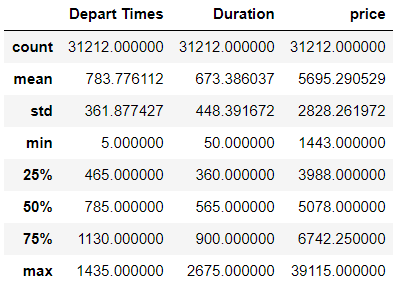 Depart Times Duration price
count 31212.000000 31212.000000 31212.000000
mean 783.776112 673.386037 5695.290529
std 361.877427 448.391672 2828.261972
min 5.000000 50.000000 1443.000000
25% 465.000000 360.000000 3988.000000
50% 785.000000 565.000000 5078.000000
75% 1130.000000 900.000000 6742.250000
max 1435.000000 2675.000000 39115.000000